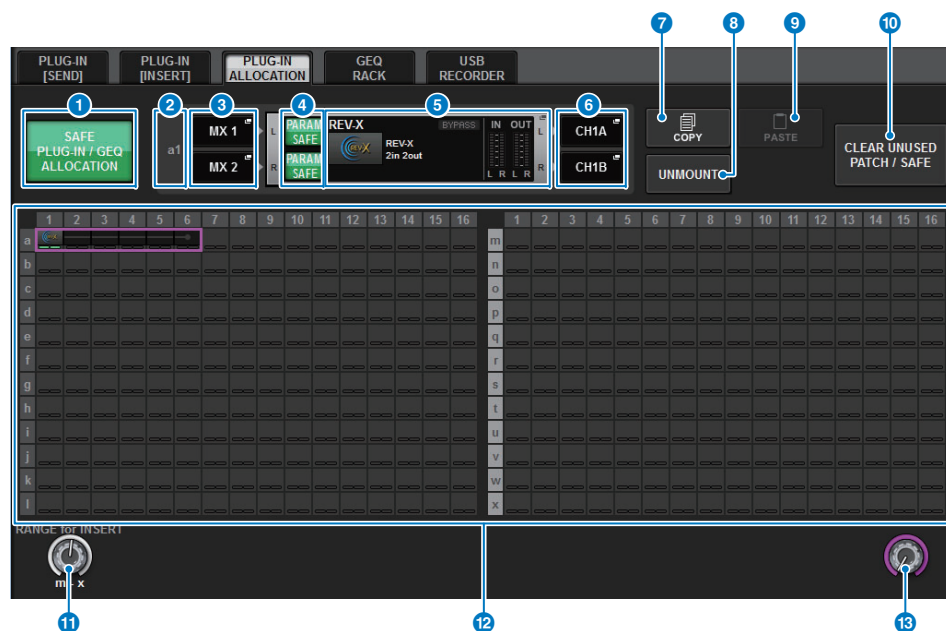 7 8 9 10
PLUG-IN [SEND]
PLUG-IN [INSERT]
PLUG-IN ALLOCATION
GEQ RACK
USB RECORDER
1 2 3 4 5 6
SAFE
PLUG-IN / GEQ
ALLOCATION
a1
MX 1
MX 2
L
R
PARAM
SAFE
PARAM
SAFE
REV-X
BYPASS
REV-X
2in 2out
IN OUT
L R L R
L
R
CH1A
CH1B
COPY
UNMOUNT
PASTE
CLEAR UNUSED
PATCH / SAFE
1 2 3 4 5 6 7 8 9 10 11 12 13 14 15 16
1 2 3 4 5 6 7 8 9 10 11 12 13 14 15 16
a m
b n
c o
d p
e q
f r
g s
h t
i u
j v
k w
l x
RANGE for INSERT
11 12 13